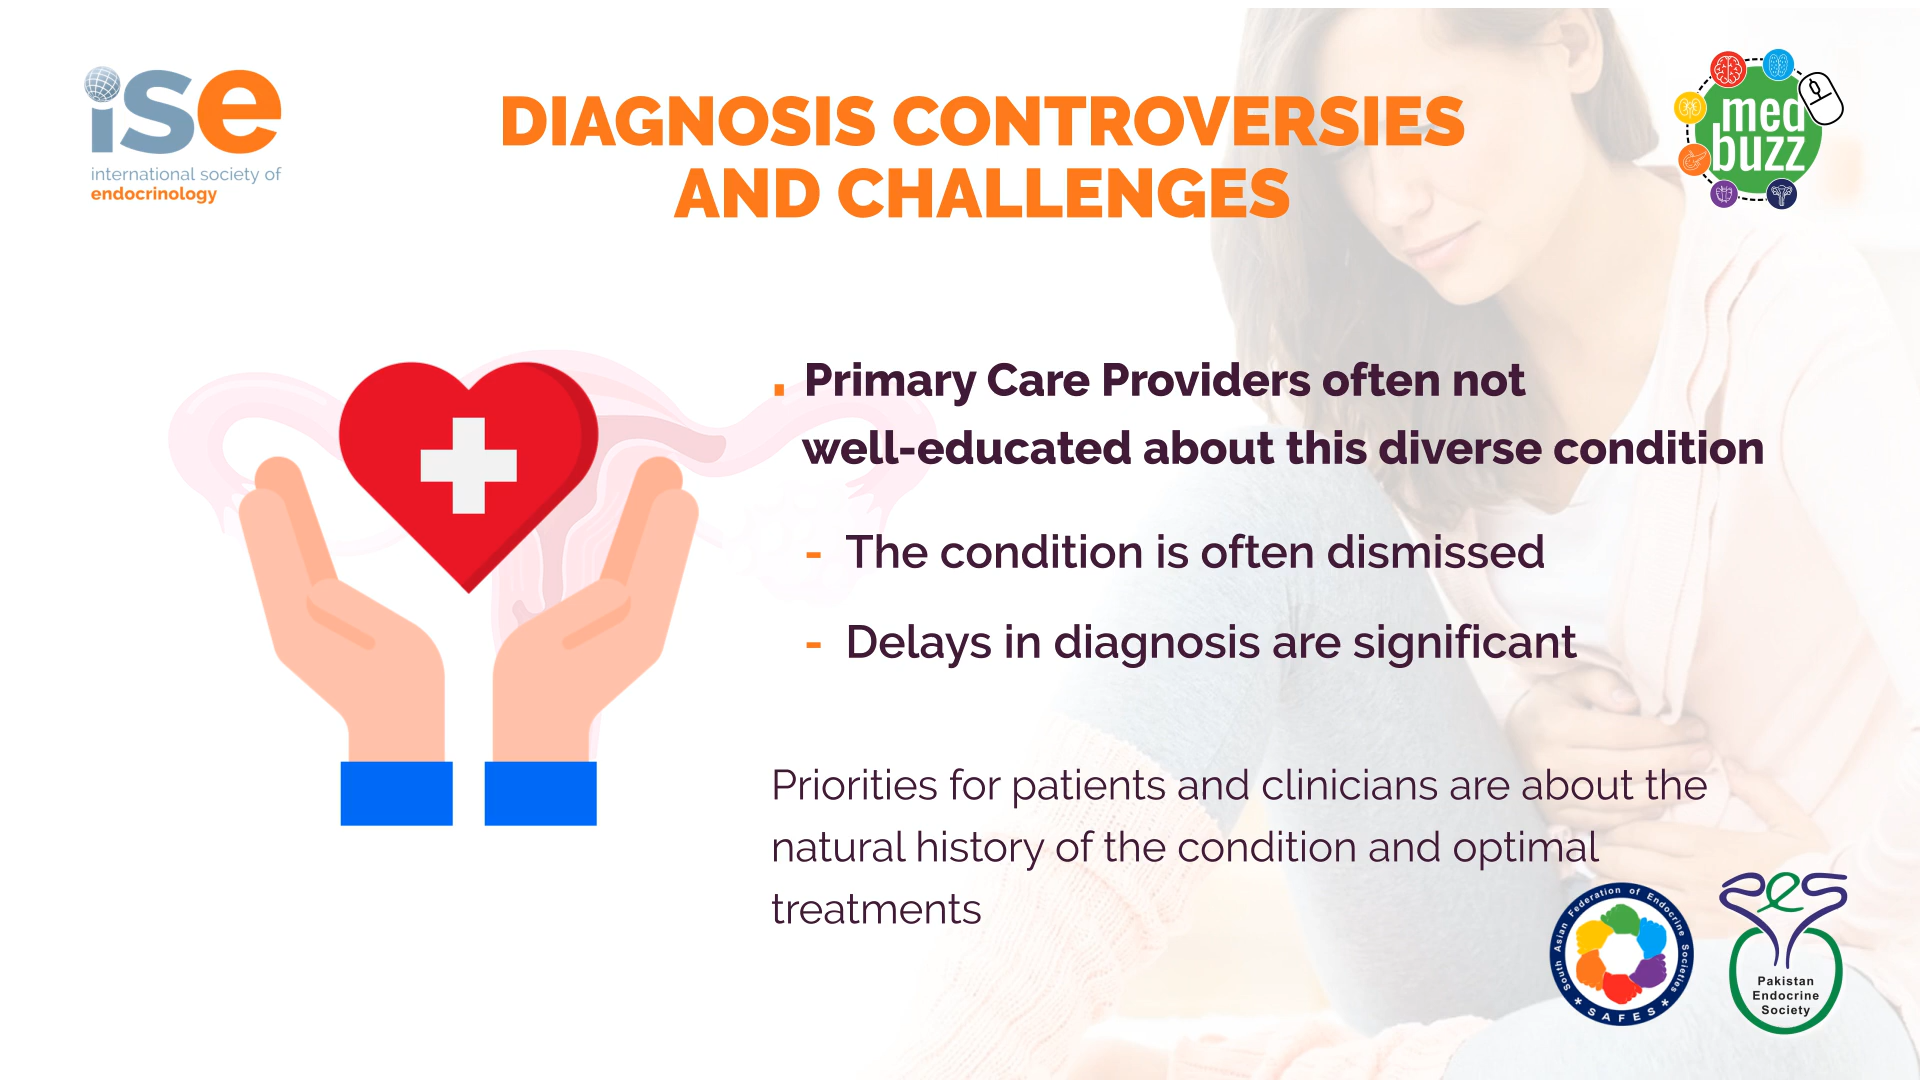 ise
international society of
endocrinology
DIAGNOSIS CONTROVERSIES
AND CHALLENGES
med
buzz
. Primary Care Providers often not
well-educated about this diverse condition
- The condition is often dismissed
- Delays in diagnosis are significant
Priorities for patients and clinicians are about the
natural history of the condition and optimal
treatments
South Asian Federation of Endocrine Societies
* SAFES *
PES
Pakistan
Endocrine
Society